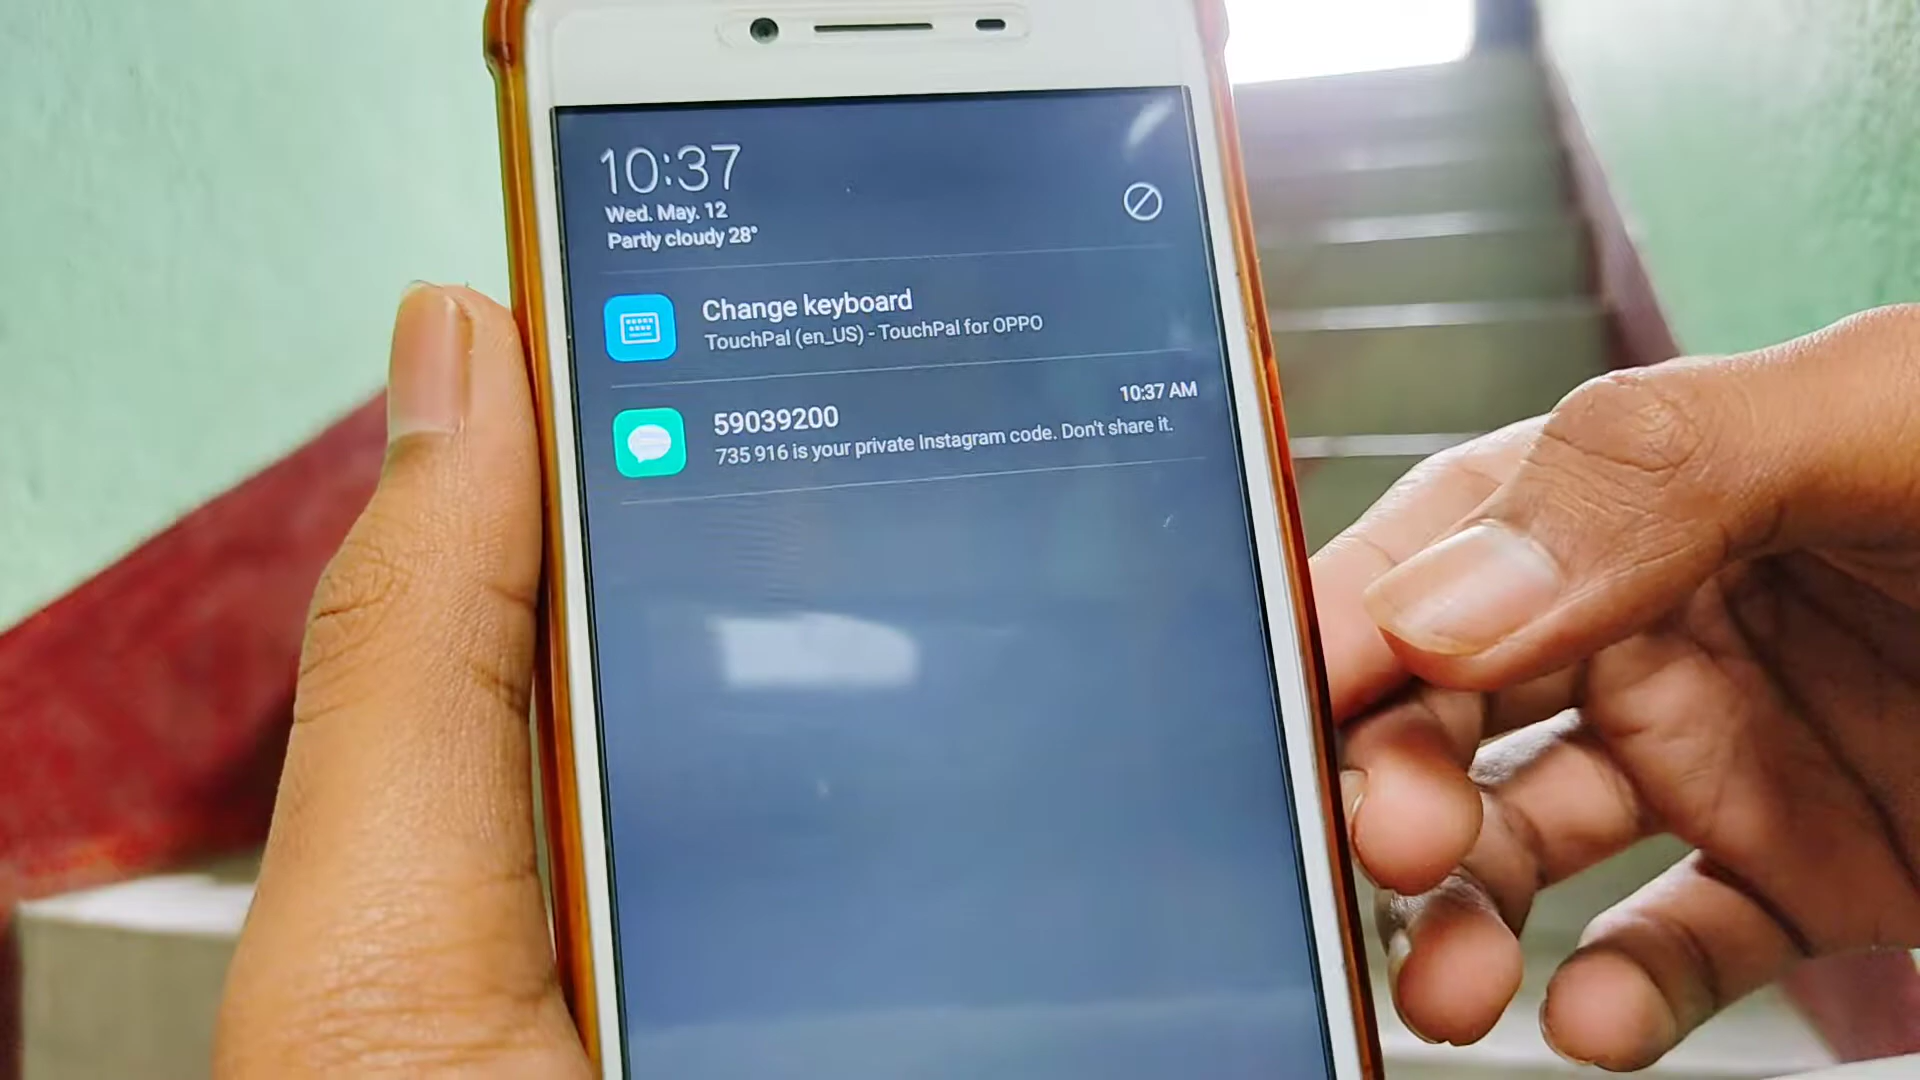 10:37
Wed. May. 12
Partly cloudy 28°
Change keyboard
TouchPal (en_US) - TouchPal for OPPO
10:37 AM
59039200
735 916 is your private Instagram code. Don't share it.